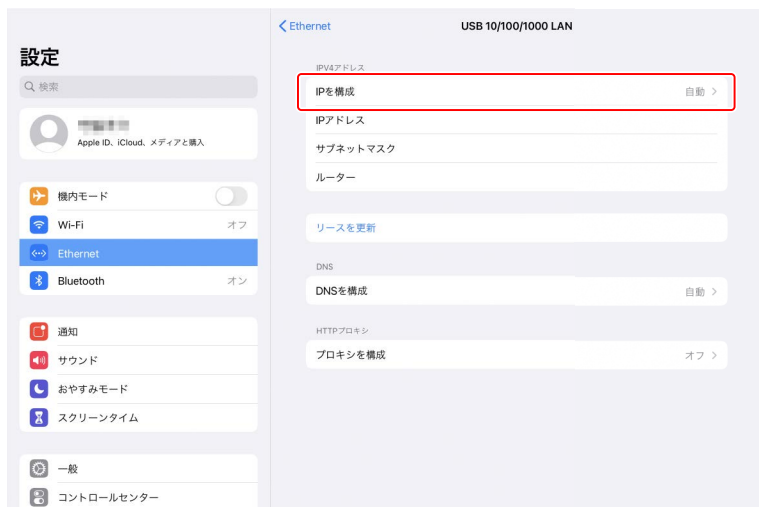 設定
検索
Apple ID、iCloud、メディアと購入
機内モード
Wi-Fi オフ
Ethernet
Bluetooth オン
通知
サウンド
おやすみモード
スクリーンタイム
一般
コントロールセンター
Ethernet
USB 10/100/1000 LAN
IPV4アドレス
IPを構成 自動
IPアドレス
サブネットマスク
ルーター
リースを更新
DNS
DNSを構成 自動
HTTPプロキシ
プロキシを構成 オフ